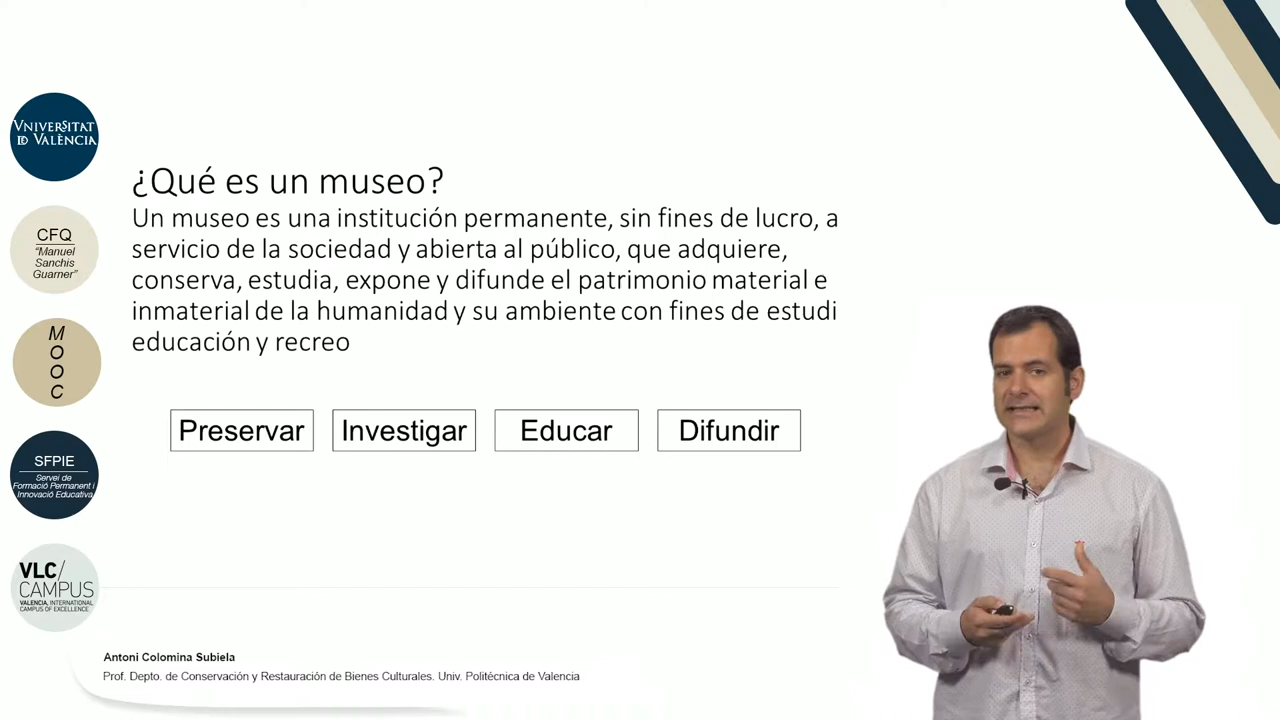 VNIVERSITAT
ID VALÈNCIA
CFQ
“Manuel
Sanchis
Guarner”
M
O
O
C
SFPIE
Servei de
Formació Permanent i
Innovació Educativa
VLC/
CAMPUS
VALENCIA, INTERNATIONAL
CAMPUS OF EXCELLENCE
¿Qué es un museo?
Un museo es una institución permanente, sin fines de lucro, a
servicio de la sociedad y abierta al público, que adquiere,
conserva, estudia, expone y difunde el patrimonio material e
inmaterial de la humanidad y su ambiente con fines de estudi
educación y recreo
Preservar
Investigar
Educar
Difundir
Antoni Colomina Subiela
Prof. Depto. de Conservación y Restauración de Bienes Culturales. Univ. Politécnica de Valencia